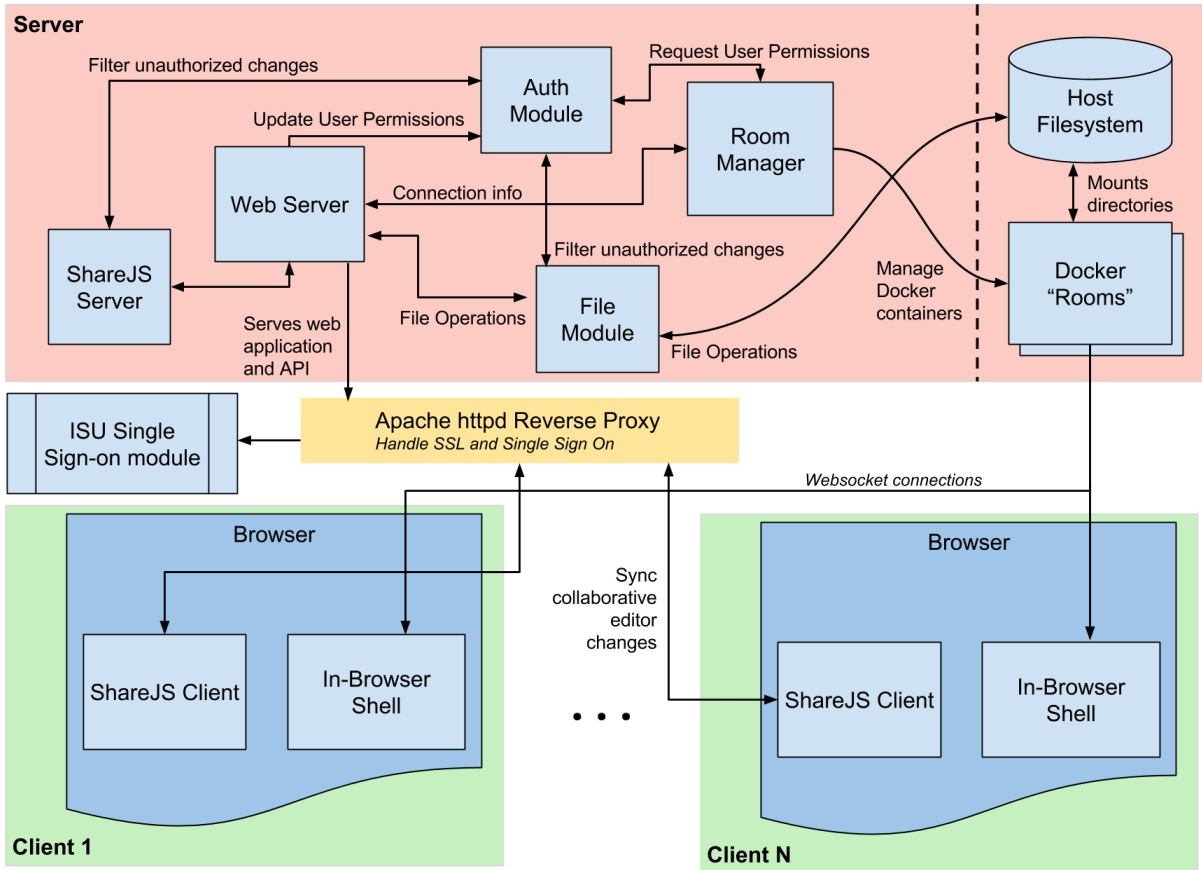 Server
Filter unauthorized changes
Auth
Module
Request User Permissions
Host
Filesystem
Update User Permissions
Room
Manager
Web Server
Connection info
Mounts
directories
ShareJS
Server
Filter unauthorized changes
File
Module
Manage
Docker
containers
Docker
“Rooms”
File Operations
File Operations
Serves web
application
and API
ISU Single
Sign-on module
Apache httpd Reverse Proxy
Handle SSL and Single Sign On
Websocket connections
Browser
ShareJS Client
In-Browser
Shell
Client 1
Sync
collaborative
editor
changes
• • •
Browser
ShareJS Client
In-Browser
Shell
Client N